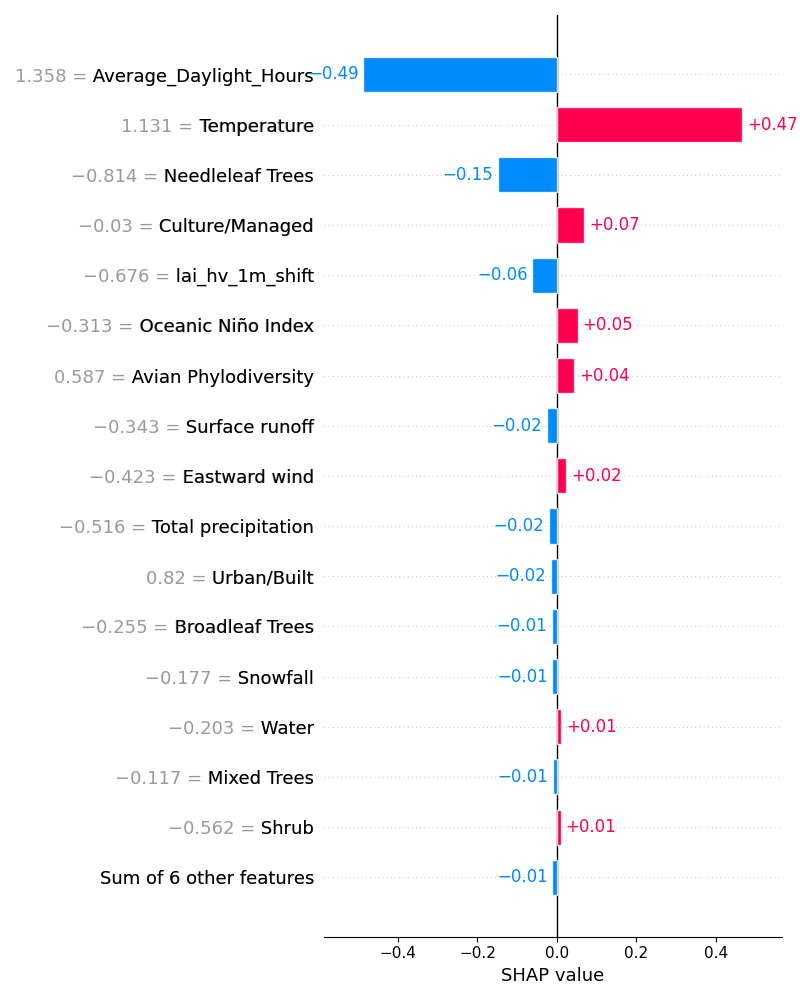 1.358 = Average_Daylight_Hours −0.49
1.131 = Temperature +0.47
−0.814 = Needleleaf Trees −0.15
−0.03 = Culture/Managed +0.07
−0.676 = lai_hv_1m_shift −0.06
−0.313 = Oceanic Niño Index +0.05
0.587 = Avian Phylodiversity +0.04
−0.343 = Surface runoff −0.02
−0.423 = Eastward wind +0.02
−0.516 = Total precipitation −0.02
0.82 = Urban/Built −0.02
−0.255 = Broadleaf Trees −0.01
−0.177 = Snowfall −0.01
−0.203 = Water +0.01
−0.117 = Mixed Trees −0.01
−0.562 = Shrub +0.01
Sum of 6 other features −0.01
−0.4 −0.2 0.0 0.2 0.4
SHAP value